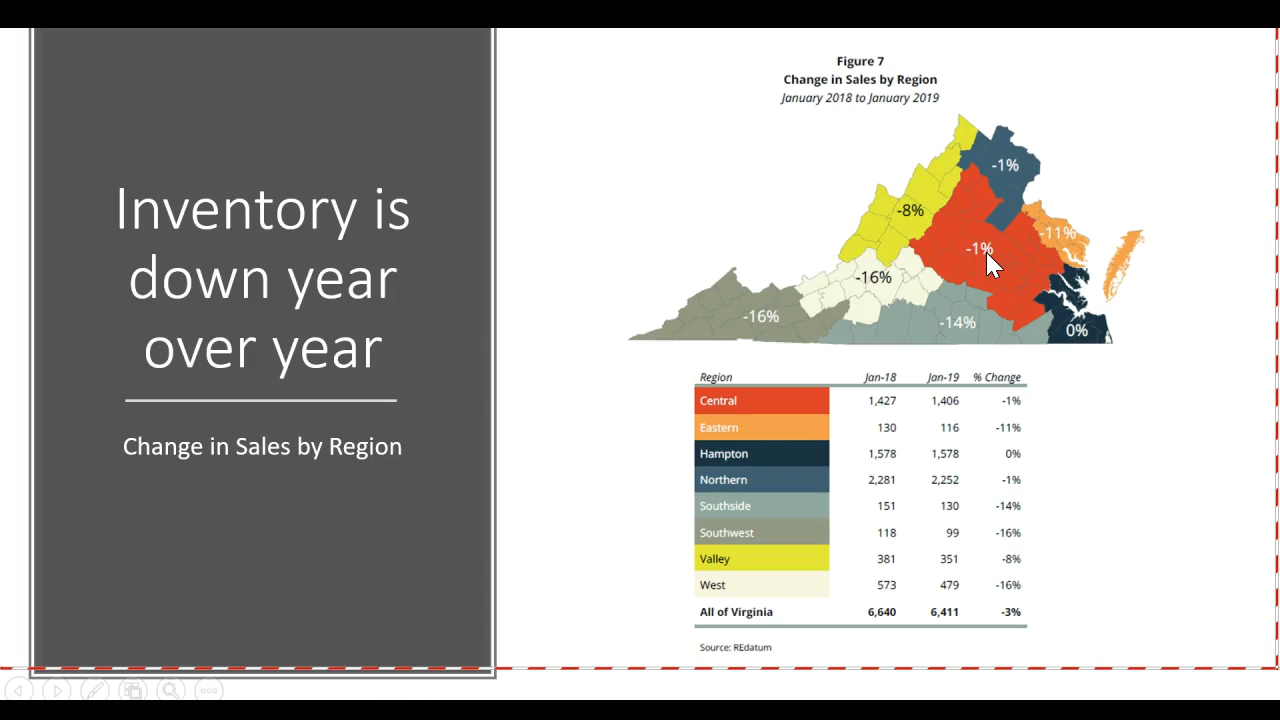 Inventory is
down year
over year
Change in Sales by Region
Figure 7
Change in Sales by Region
January 2018 to January 2019
-1%
-8%
-11%
-1%
-16%
-16%
-14%
0%
Region Jan-18 Jan-19 % Change
Central 1,427 1,406 -1%
Eastern 130 116 -11%
Hampton 1,578 1,578 0%
Northern 2,281 2,252 -1%
Southside 151 130 -14%
Southwest 118 99 -16%
Valley 381 351 -8%
West 573 479 -16%
All of Virginia 6,640 6,411 -3%
Source: REdatum